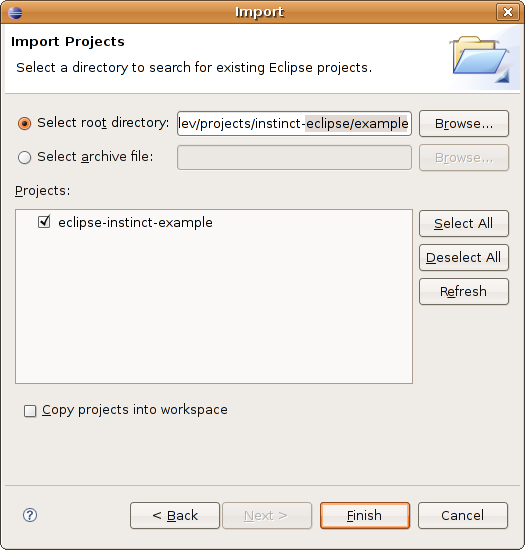 Import
Import Projects
Select a directory to search for existing Eclipse projects.
Select root directory: lev/projects/instinct-eclipse/example Browse...
Select archive file: Browse...
Projects:
eclipse-instinct-example
Select All
Deselect All
Refresh
Copy projects into workspace
? < Back Next > Finish Cancel